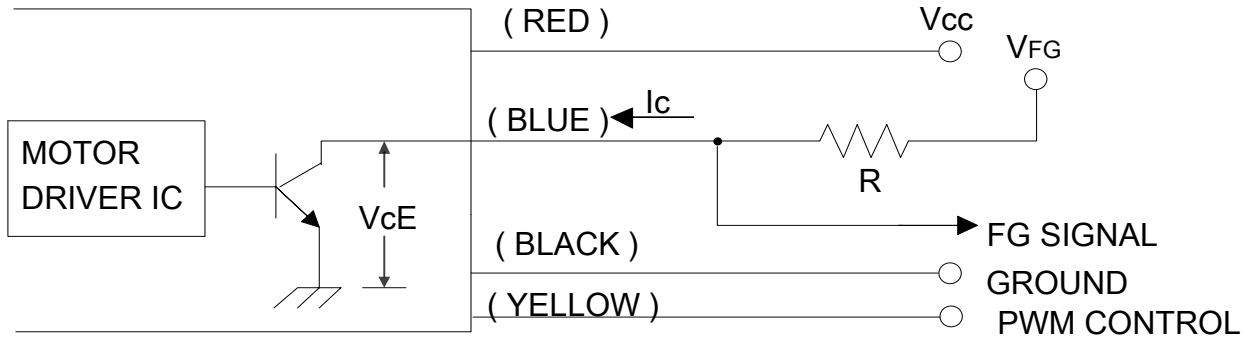 ( RED )
Vcc
VFG
Ic
( BLUE )
MOTOR
DRIVER IC
R
VcE
( BLACK )
FG SIGNAL
GROUND
( YELLOW )
PWM CONTROL